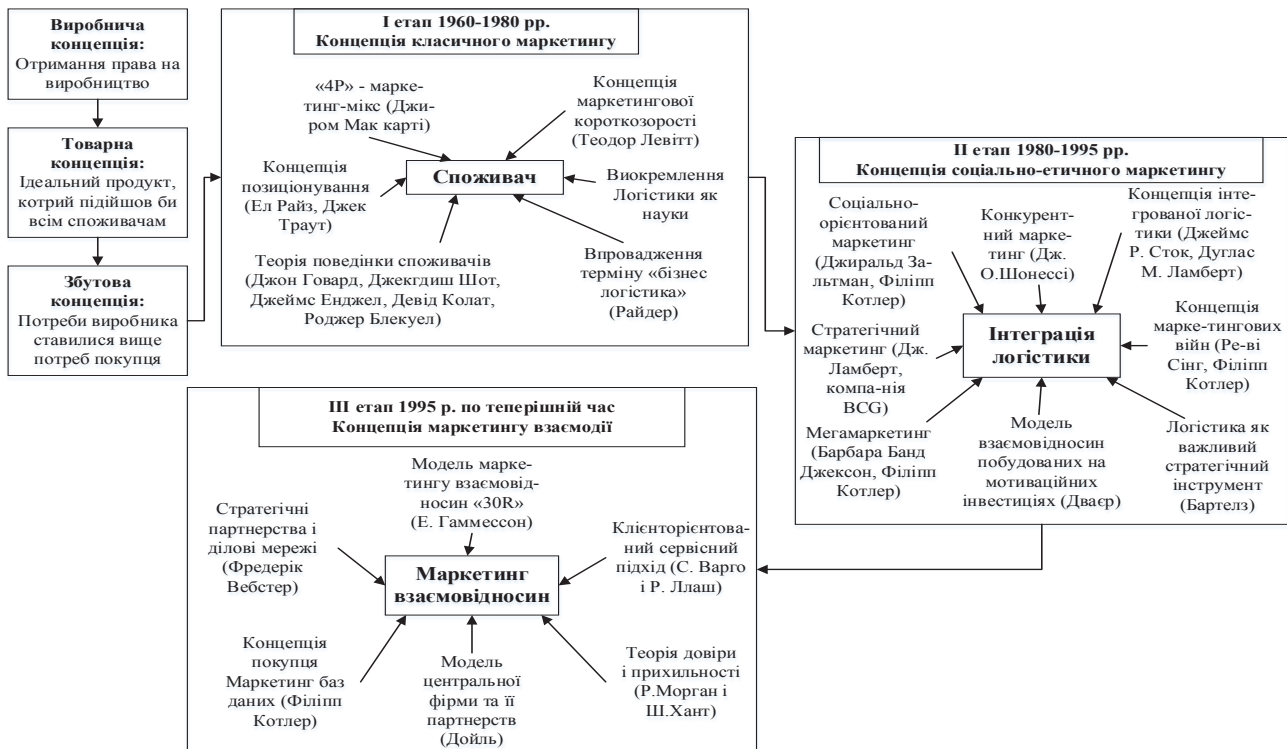 Виробнича
концепція:
Отримання права на
виробництво
Товарна
концепція:
Ідеальний продукт,
котрий підійшов би
всім споживачам
Збутова
концепція:
Потреби виробника
ставилися вище
потреб покупця
І етап 1960-1980 рр.
Концепція класичного маркетингу
«4Р» - марке-
тинг-мікс (Джи-
ром Мак карті)
Концепція
маркетингової
короткозорості
(Теодор Левітт)
Концепція
позиціонування
(Ел Райз, Джек
Траут)
Споживач
Виокремлення
Логістики як
науки
Теорія поведінки споживачів
(Джон Говард, Джекгдиш Шот,
Джеймс Енджел, Девід Колат,
Роджер Блекуел)
Впровадження
терміну «бізнес
логістика»
(Райдер)
ІІ етап 1980-1995 рр.
Концепція соціально-етичного маркетингу
Соціально-
орієнтований
маркетинг
(Джиральд За-
льтман, Філіпп
Котлер)
Конкурент-
ний марке-
тинг (Дж.
О.Шонессі)
Концепція інте-
грованої логіс-
тики (Джеймс
Р. Сток, Дуглас
М. Ламберт)
Стратегічний
маркетинг (Дж.
Ламберт,
компа-нія
BCG)
Інтеграція
логістики
Концепція
марке-тингових
війн (Ре-ві
Сінг, Філіпп
Котлер)
Мегамаркетинг
(Барбара Банд
Джексон, Філіпп
Котлер)
Модель
взаємовідносин
побудованих на
мотиваційних
інвестиціях (Дваєр)
Логістика як
важливий
стратегічний
інструмент
(Бартелз)
ІІІ етап 1995 р. по теперішній час
Концепція маркетингу взаємодії
Модель марке-
тингу взаємовід-
носин «30R»
(Е. Гаммессон)
Стратегічні
партнерства і
ділові мережі
(Фредерік
Вебстер)
Клієнторієнтова-
ний сервісний
підхід (С. Варго
і Р. Ллаш)
Маркетинг
взаємовідносин
Концепція
покупця
Маркетинг баз
даних (Філіпп
Котлер)
Модель
центральної
фірми та її
партнерств
(Дойль)
Теорія довіри
і прихильності
(Р.Морган і
Ш.Хант)